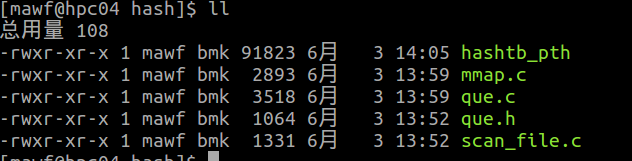 [mawf@hpc04 hash]$ ll
总用量 108
-rwxr-xr-x 1 mawf bmk 91823 6月   3 14:05 hashtb_pth
-rwxr-xr-x 1 mawf bmk  2893 6月   3 13:59 mmap.c
-rwxr-xr-x 1 mawf bmk  3518 6月   3 13:59 que.c
-rwxr-xr-x 1 mawf bmk  1064 6月   3 13:52 que.h
-rwxr-xr-x 1 mawf bmk  1331 6月   3 13:52 scan_file.c
[mawf@hpc04 hash]$